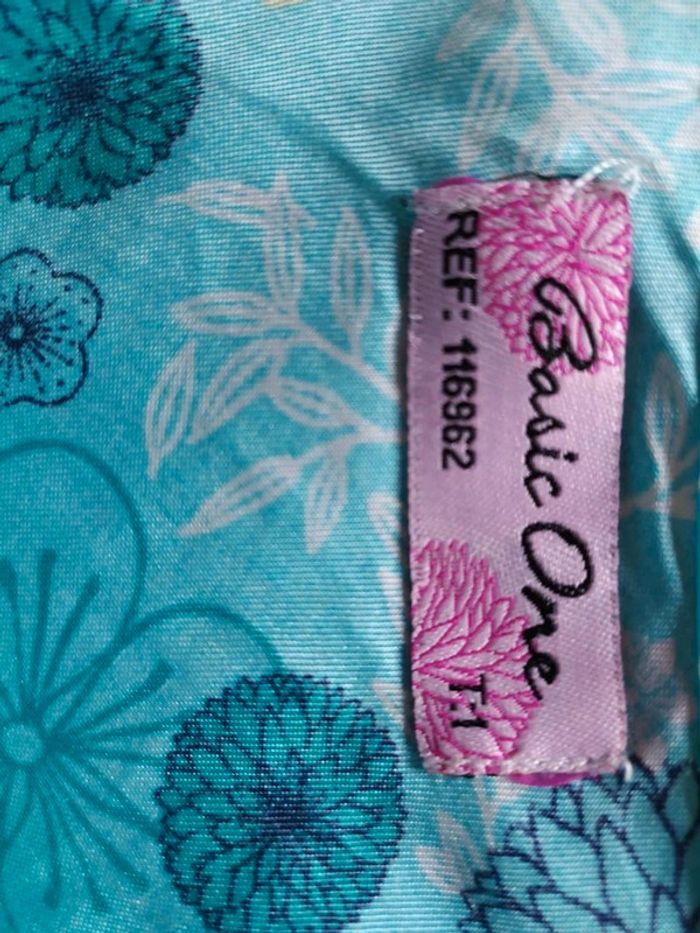 Basic One
REF: 116962
T:1